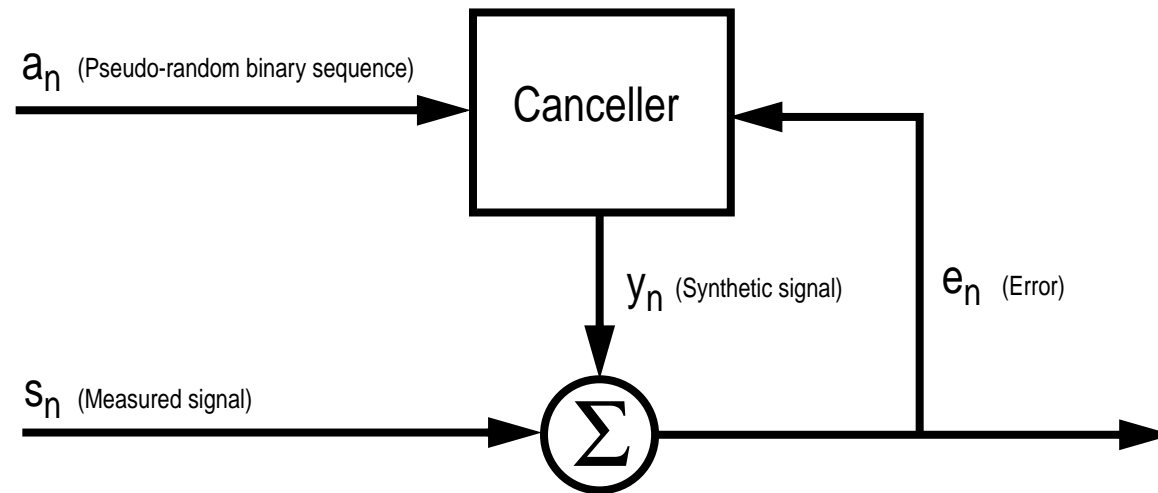 a_n (Pseudo-random binary sequence)
Canceller
y_n (Synthetic signal)
e_n (Error)
s_n (Measured signal)
Σ